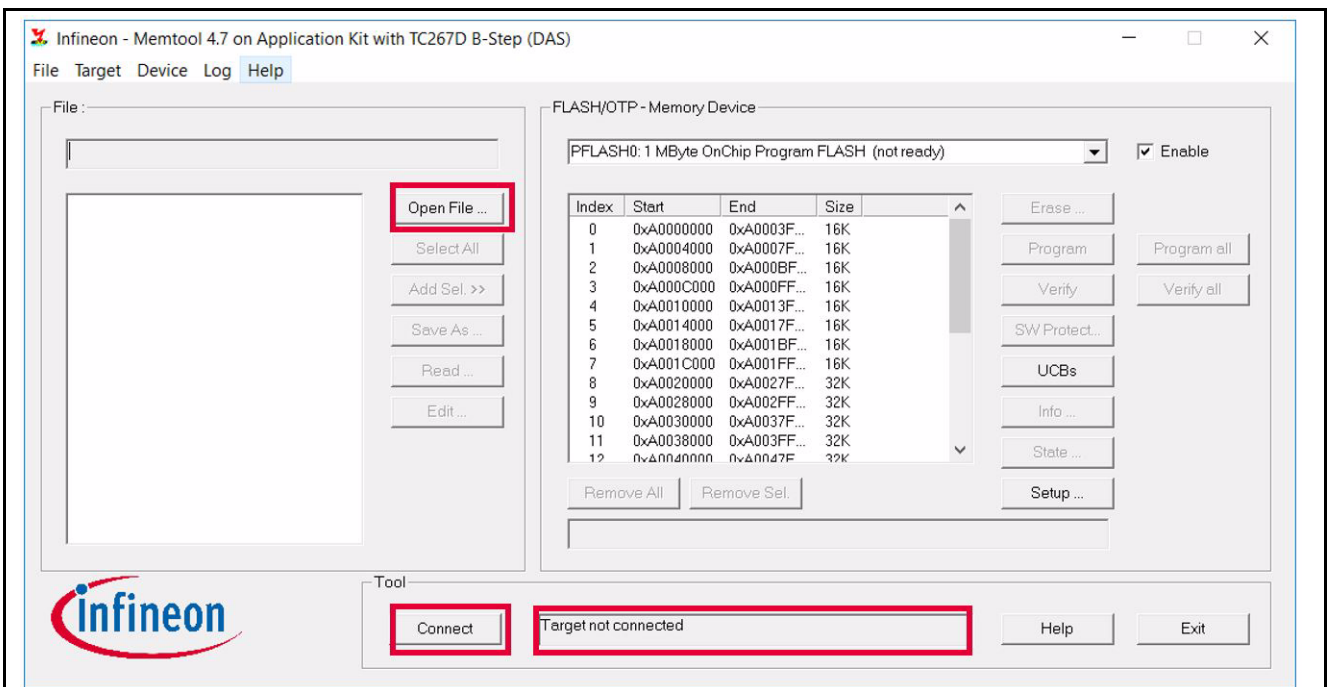 Infineon - Memtool 4.7 on Application Kit with TC267D B-Step (DAS)
File Target Device Log Help
File :
Open File ...
Select All
Add Sel. >>
Save As ...
Read ...
Edit ...
FLASH/OTP - Memory Device
PFLASH0: 1 MByte OnChip Program FLASH (not ready)
Enable
Index Start End Size
0 0xA0000000 0xA0003F... 16K
1 0xA0004000 0xA0007F... 16K
2 0xA0008000 0xA000BF... 16K
3 0xA000C000 0xA000FF... 16K
4 0xA0010000 0xA0013F... 16K
5 0xA0014000 0xA0017F... 16K
6 0xA0018000 0xA001BF... 16K
7 0xA001C000 0xA001FF... 16K
8 0xA0020000 0xA0027F... 32K
9 0xA0028000 0xA002FF... 32K
10 0xA0030000 0xA0037F... 32K
11 0xA0038000 0xA003FF... 32K
12 0xA0040000 0xA0047F... 32K
Erase ...
Program
Program all
Verify
Verify all
SW Protect...
UCBs
Info ...
State ...
Setup ...
Remove All
Remove Sel.
infineon
Tool
Connect
Target not connected
Help
Exit